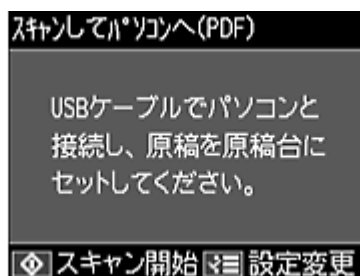 ｽｷｬﾝしてﾊﾟｿｺﾝへ(PDF)
USBケーブルでパソコンと
接続し、原稿を原稿台に
セットしてください。
スキャン開始 設定変更